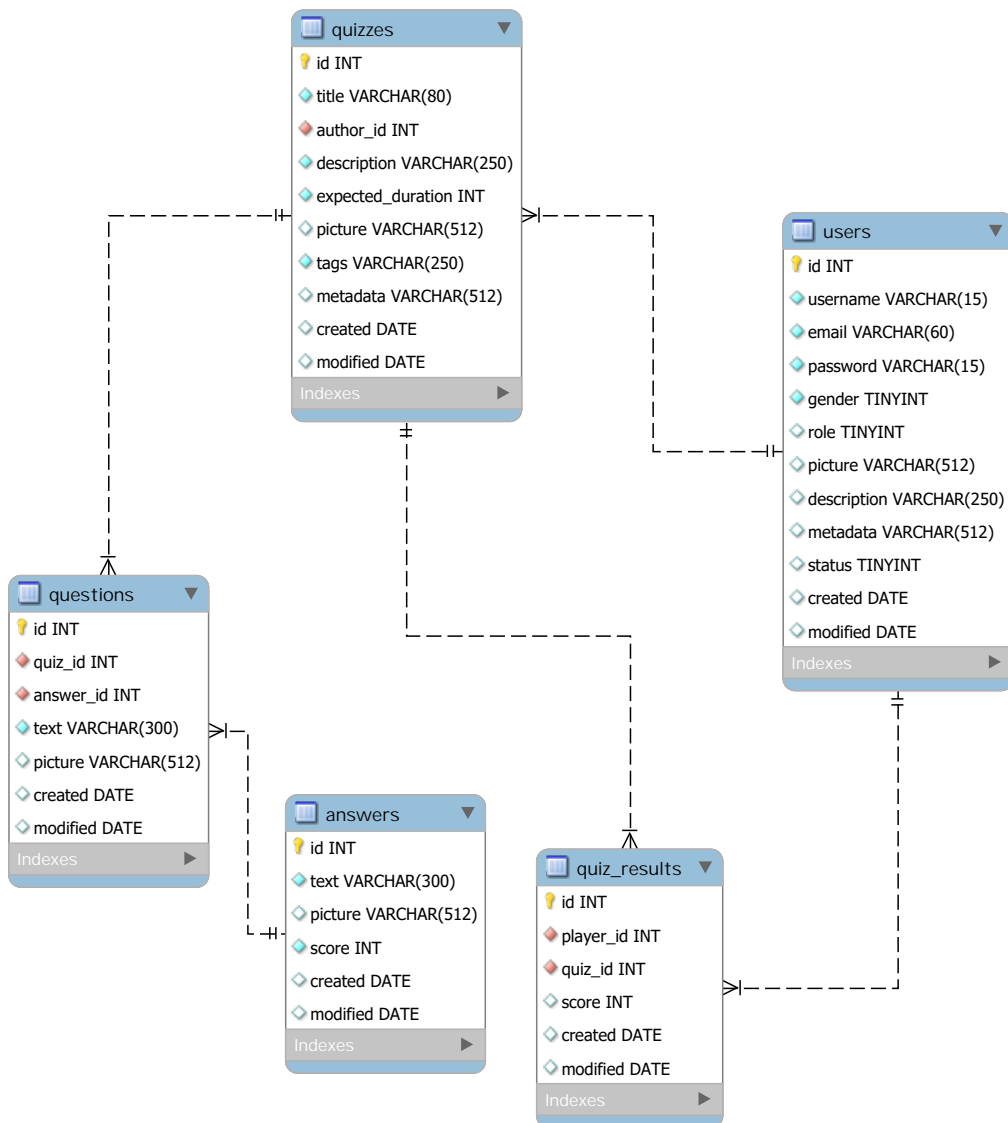 quizzes
id INT
title VARCHAR(80)
author_id INT
description VARCHAR(250)
expected_duration INT
picture VARCHAR(512)
tags VARCHAR(250)
metadata VARCHAR(512)
created DATE
modified DATE
Indexes
users
id INT
username VARCHAR(15)
email VARCHAR(60)
password VARCHAR(15)
gender TINYINT
role TINYINT
picture VARCHAR(512)
description VARCHAR(250)
metadata VARCHAR(512)
status TINYINT
created DATE
modified DATE
Indexes
questions
id INT
quiz_id INT
answer_id INT
text VARCHAR(300)
picture VARCHAR(512)
created DATE
modified DATE
Indexes
answers
id INT
text VARCHAR(300)
picture VARCHAR(512)
score INT
created DATE
modified DATE
Indexes
quiz_results
id INT
player_id INT
quiz_id INT
score INT
created DATE
modified DATE
Indexes